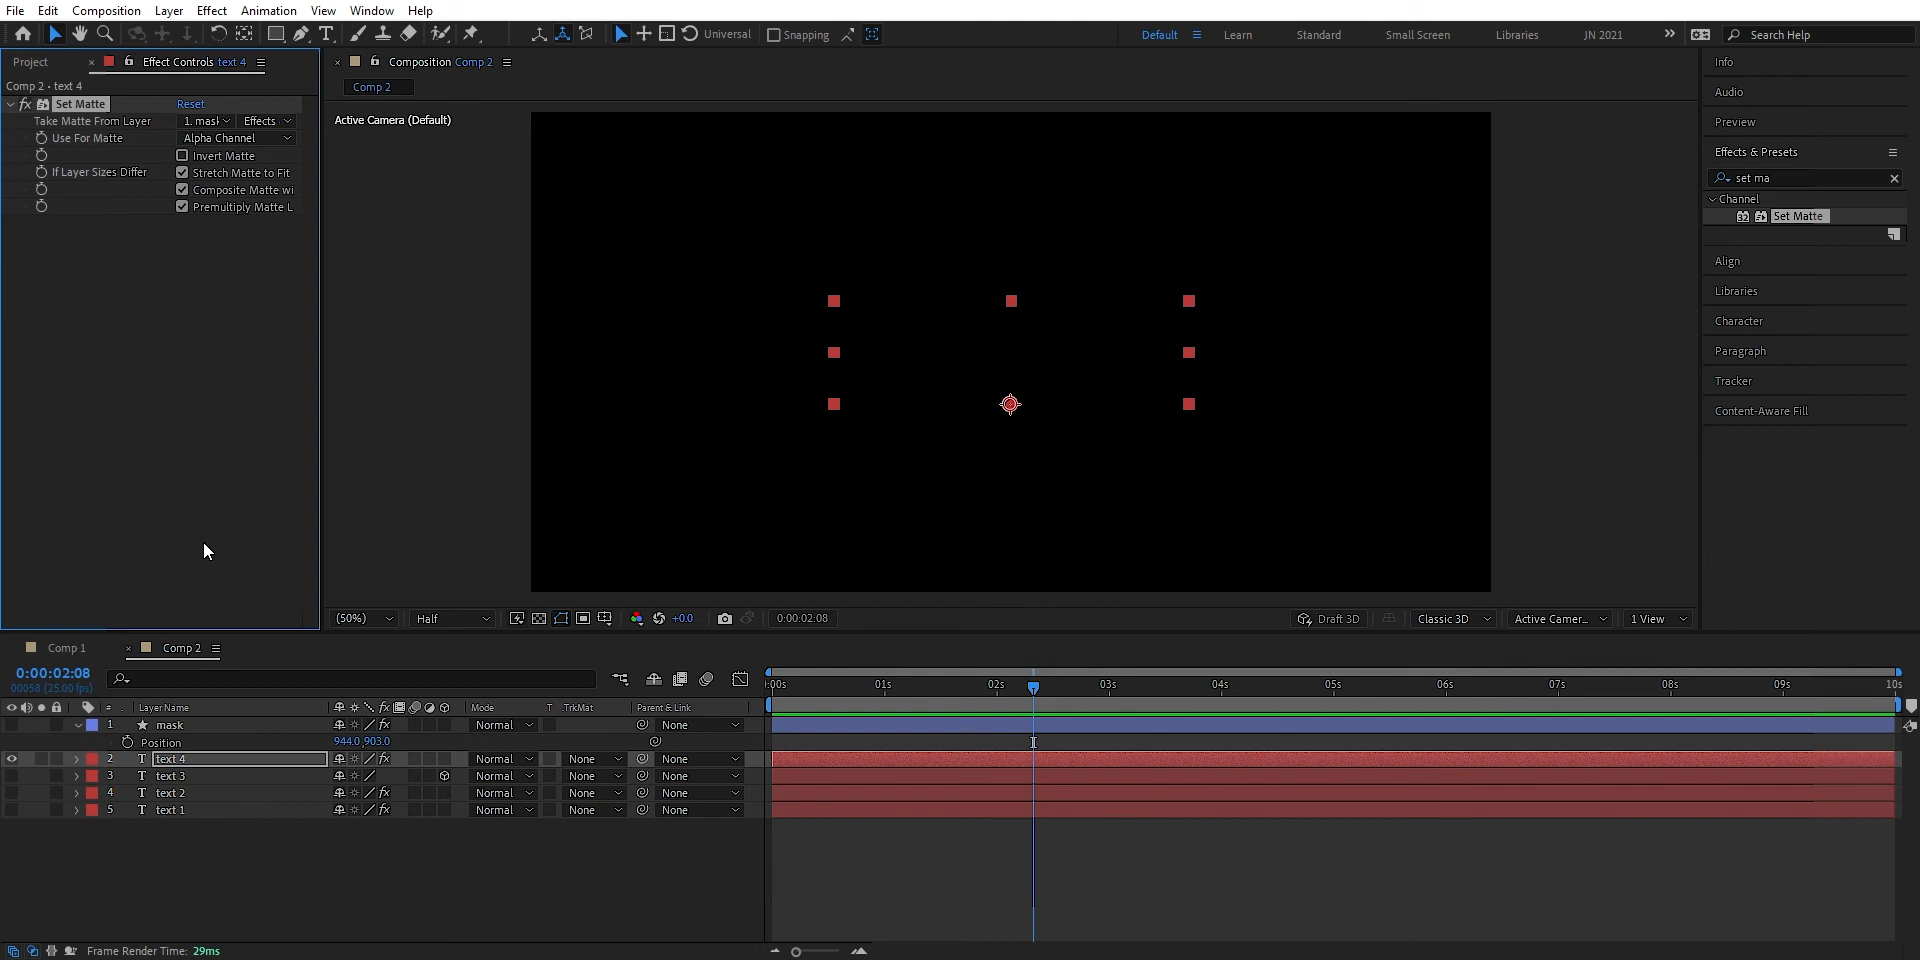 File Edit Composition Layer Effect Animation View Window Help
Universal Snapping Default Learn Standard Small Screen Libraries JN 2021 Search Help
Project Effect Controls text 4
Comp 2 • text 4
fx Set Matte Reset
Take Matte From Layer 1. mask Effects
Use For Matte Alpha Channel
Invert Matte
If Layer Sizes Differ Stretch Matte to Fit
Composite Matte wi
Premultiply Matte L
Composition Comp 2
Comp 2
Active Camera (Default)
(50%) Half +0.0 0:00:02:08 Draft 3D Classic 3D Active Camer... 1 View
Info
Audio
Preview
Effects & Presets
set ma
Channel
32 Set Matte
Align
Libraries
Character
Paragraph
Tracker
Content-Aware Fill
Comp 1 Comp 2
0:00:02:08
00058 (25.00 fps)
:00s 01s 02s 03s 04s 05s 06s 07s 08s 09s 10s
# . Layer Name fx Mode T .TrkMat Parent & Link
1 mask fx Normal None
Position 944.0,903.0
2 T text 4 fx Normal None None
3 T text 3 Normal None None
4 T text 2 fx Normal None None
5 T text 1 fx Normal None None
Frame Render Time: 29ms